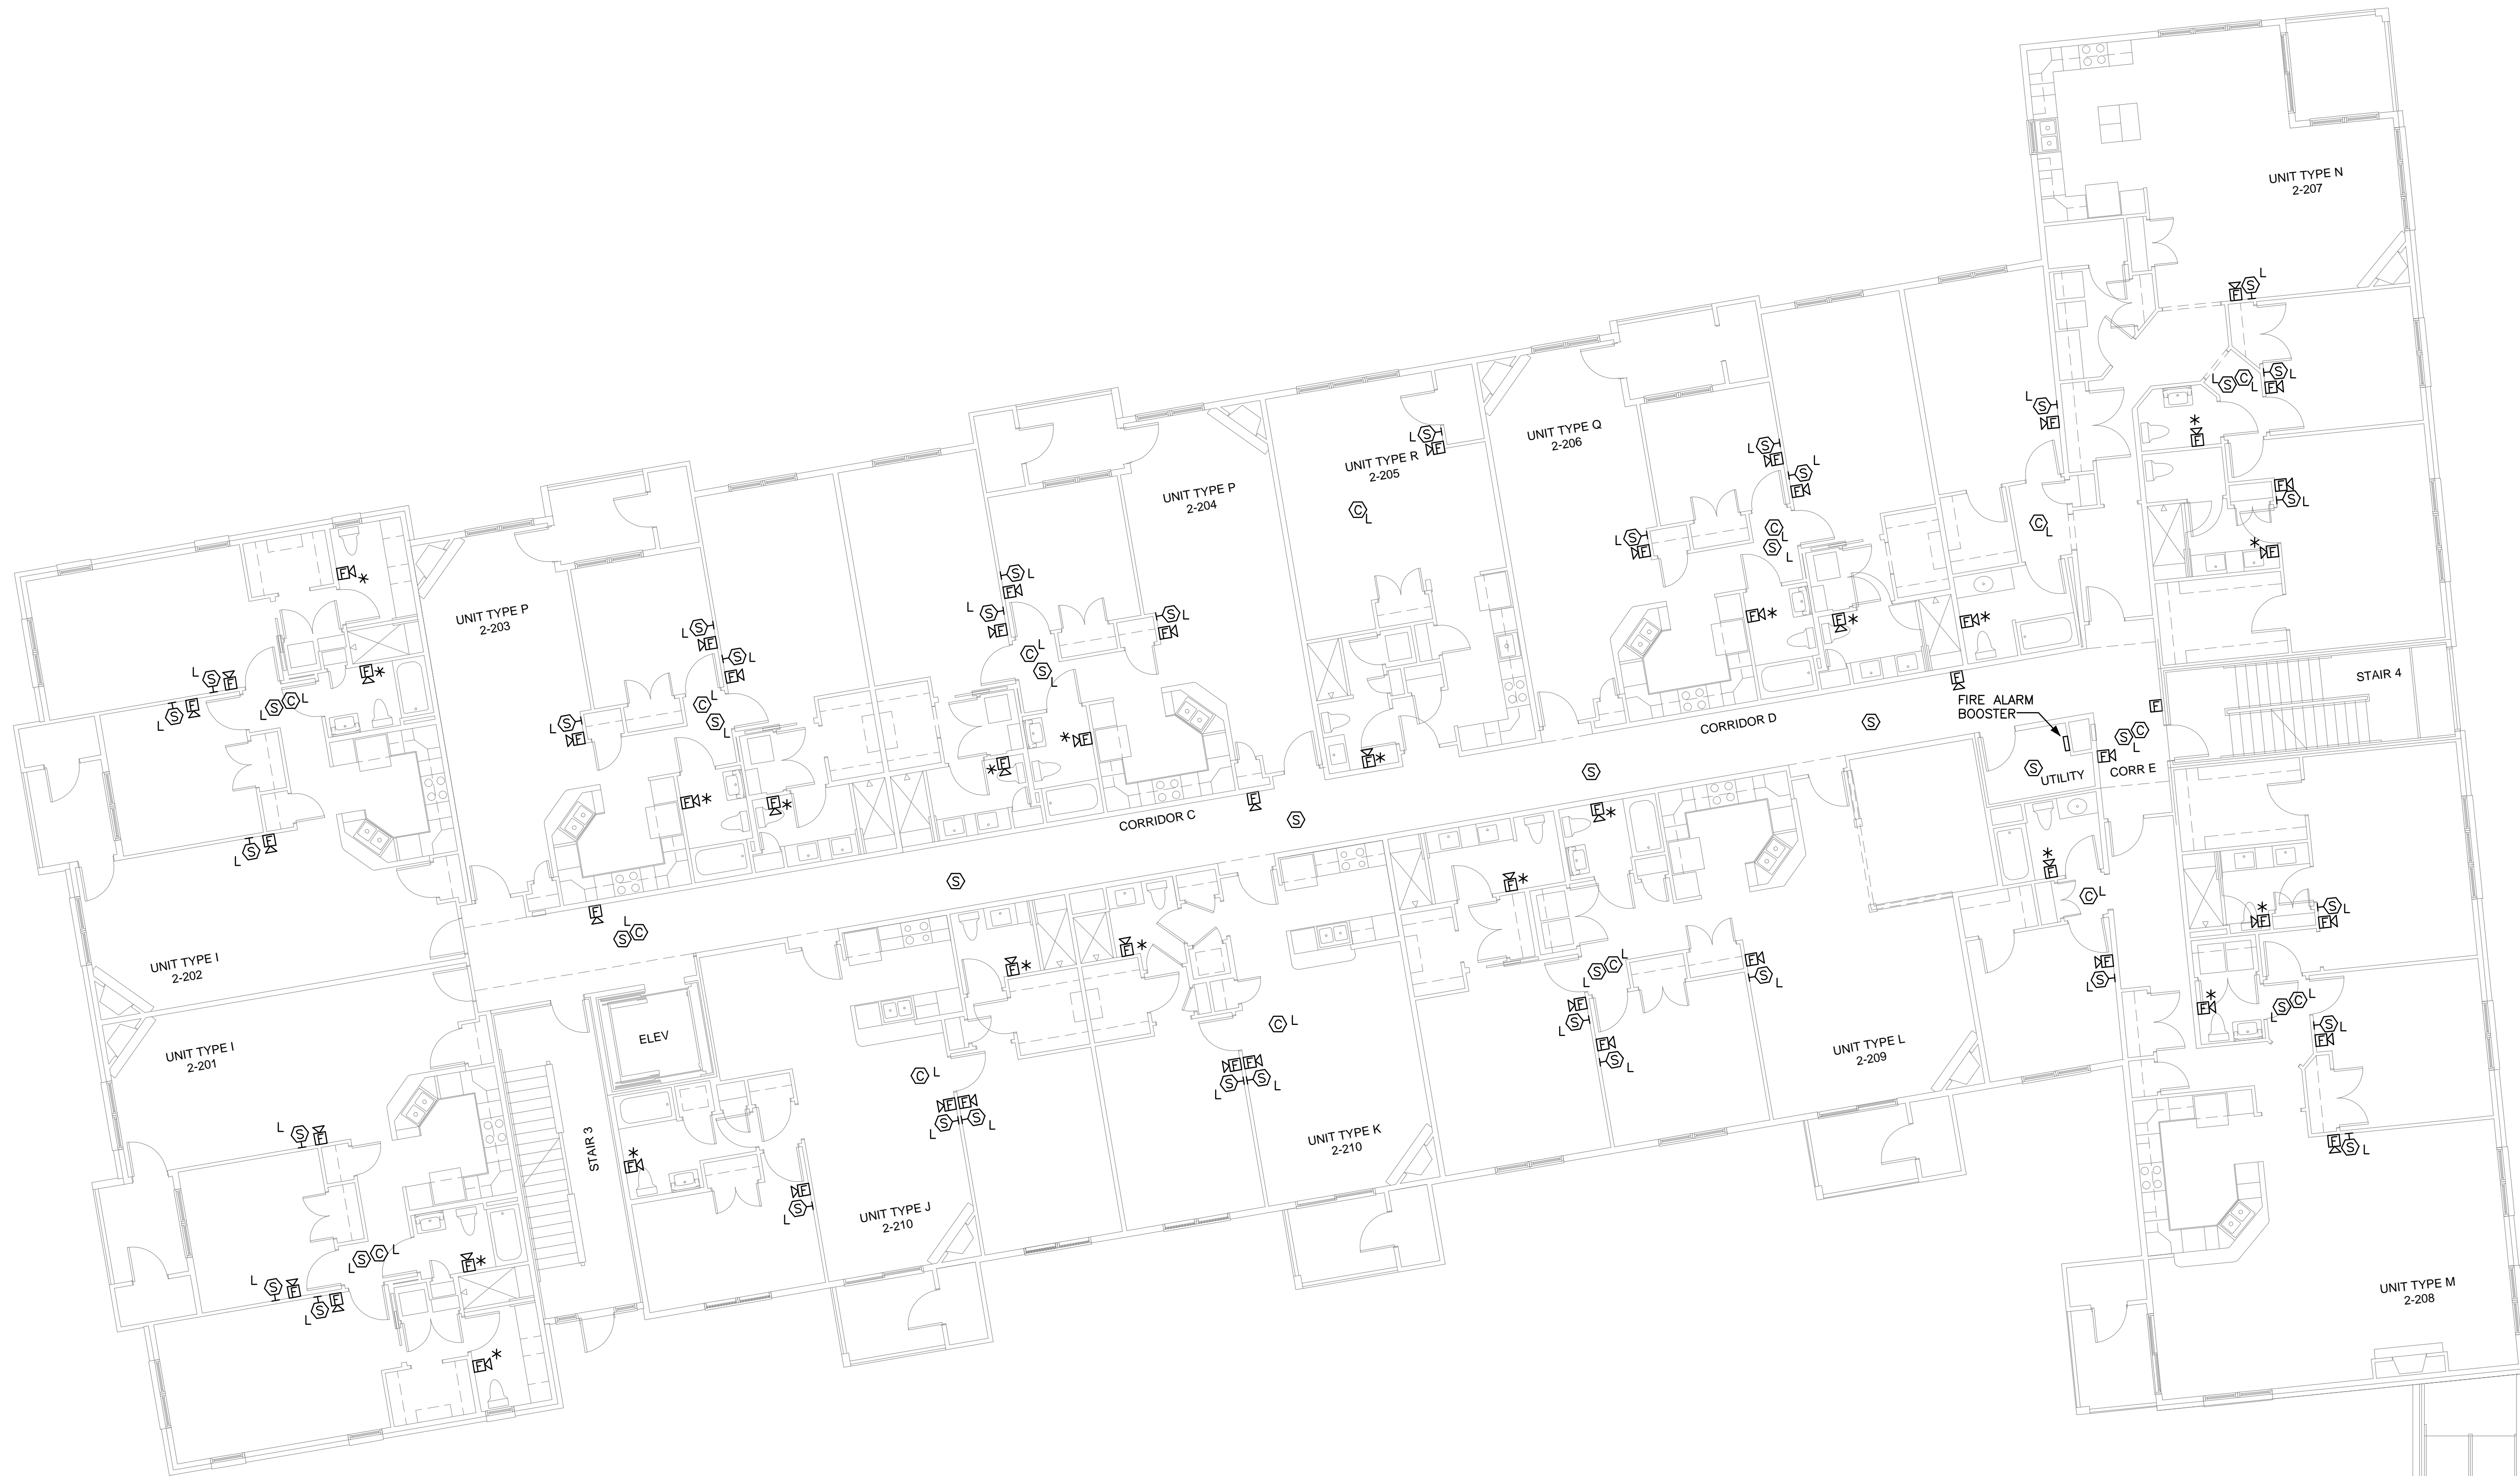 UNIT TYPE N
2-207
UNIT TYPE Q
2-206
UNIT TYPE R
2-205
UNIT TYPE P
2-204
UNIT TYPE P
2-203
STAIR 4
FIRE ALARM
BOOSTER
CORRIDOR D
UTILITY
CORR E
CORRIDOR C
UNIT TYPE I
2-202
UNIT TYPE I
2-201
ELEV
STAIR 3
UNIT TYPE J
2-210
UNIT TYPE K
2-210
UNIT TYPE L
2-209
UNIT TYPE M
2-208